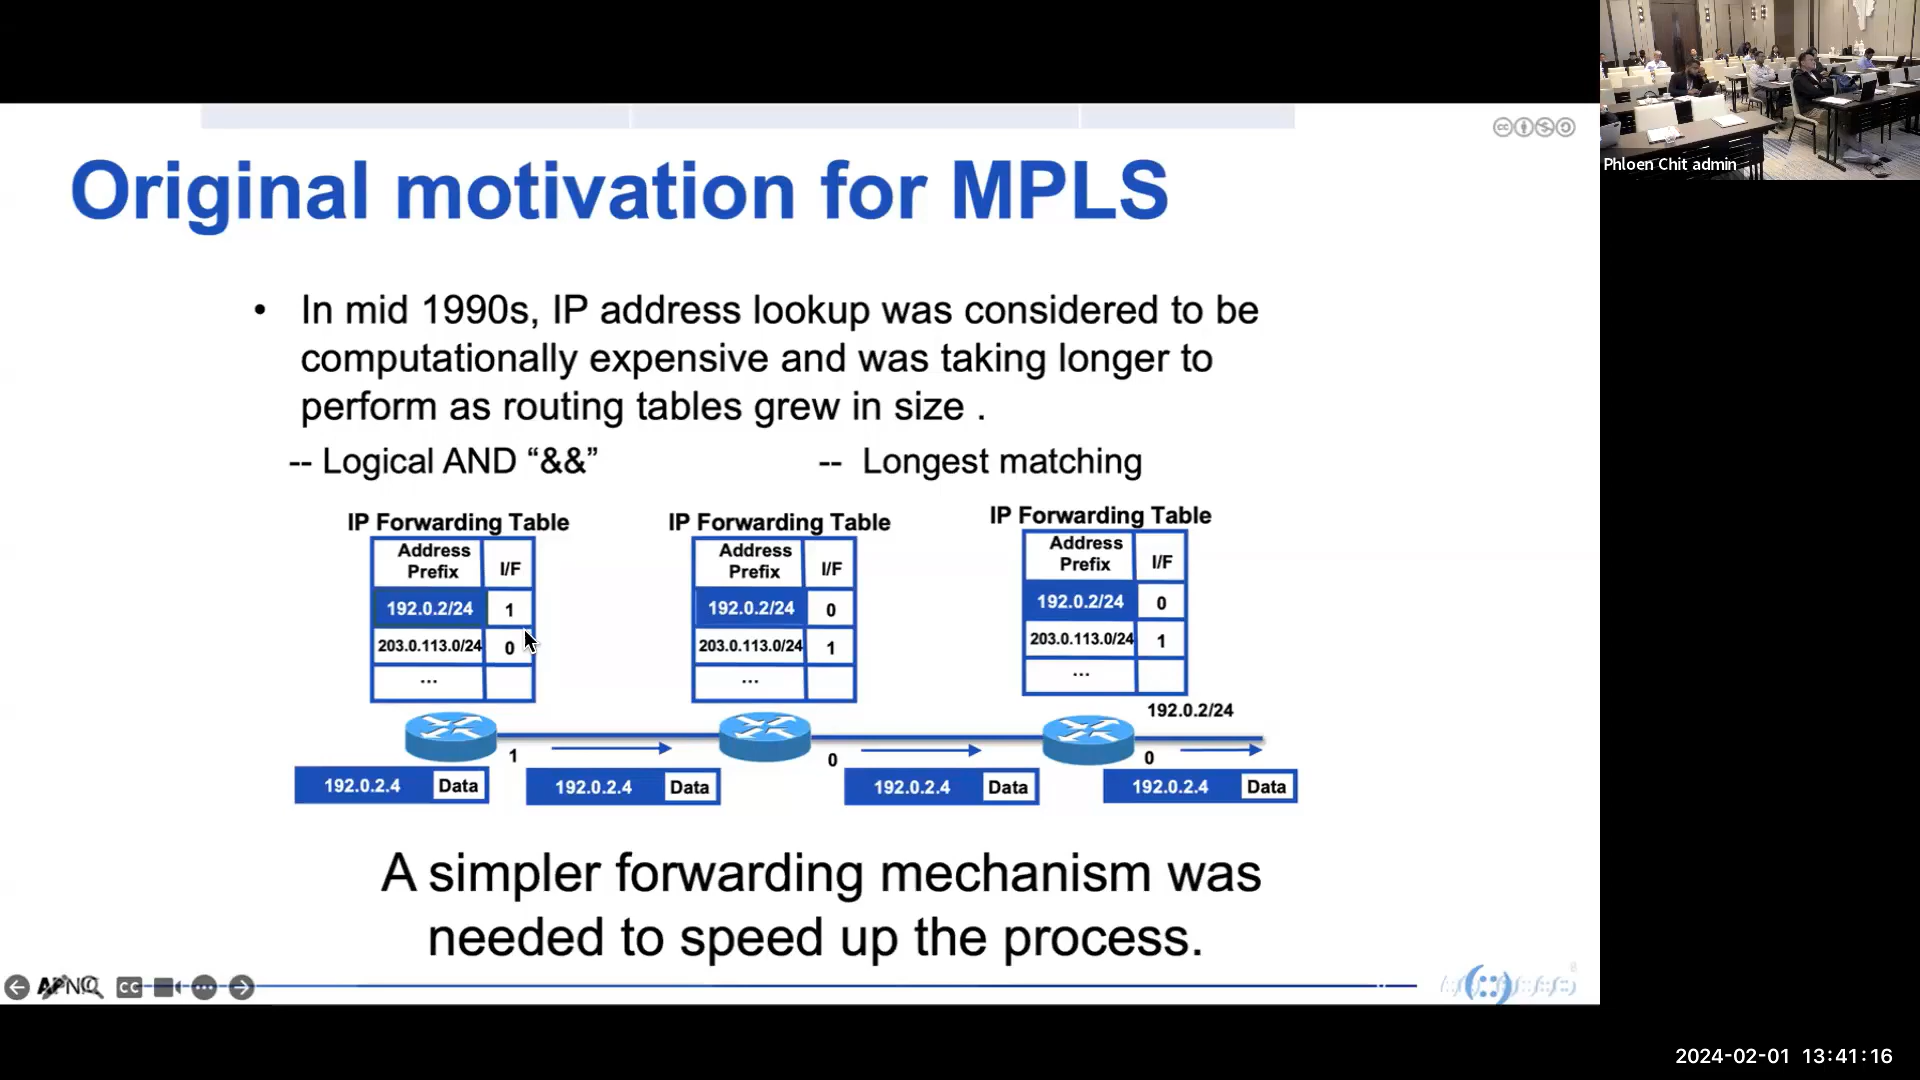 Original motivation for MPLS
• In mid 1990s, IP address lookup was considered to be
computationally expensive and was taking longer to
perform as routing tables grew in size .
-- Logical AND “&&”
-- Longest matching
IP Forwarding Table
Address Prefix I/F
192.0.2/24 1
203.0.113.0/24 0
...
IP Forwarding Table
Address Prefix I/F
192.0.2/24 0
203.0.113.0/24 1
...
IP Forwarding Table
Address Prefix I/F
192.0.2/24 0
203.0.113.0/24 1
...
192.0.2/24
1
0
0
192.0.2.4 Data
192.0.2.4 Data
192.0.2.4 Data
192.0.2.4 Data
A simpler forwarding mechanism was
needed to speed up the process.
CC
Phloen Chit admin
2024-02-01 13:41:16